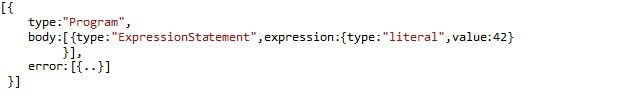 [{
type:"Program",
body:[{type:"ExpressionStatement",expression:{type:"literal",value:42}
}],
error:[{..}]
}]